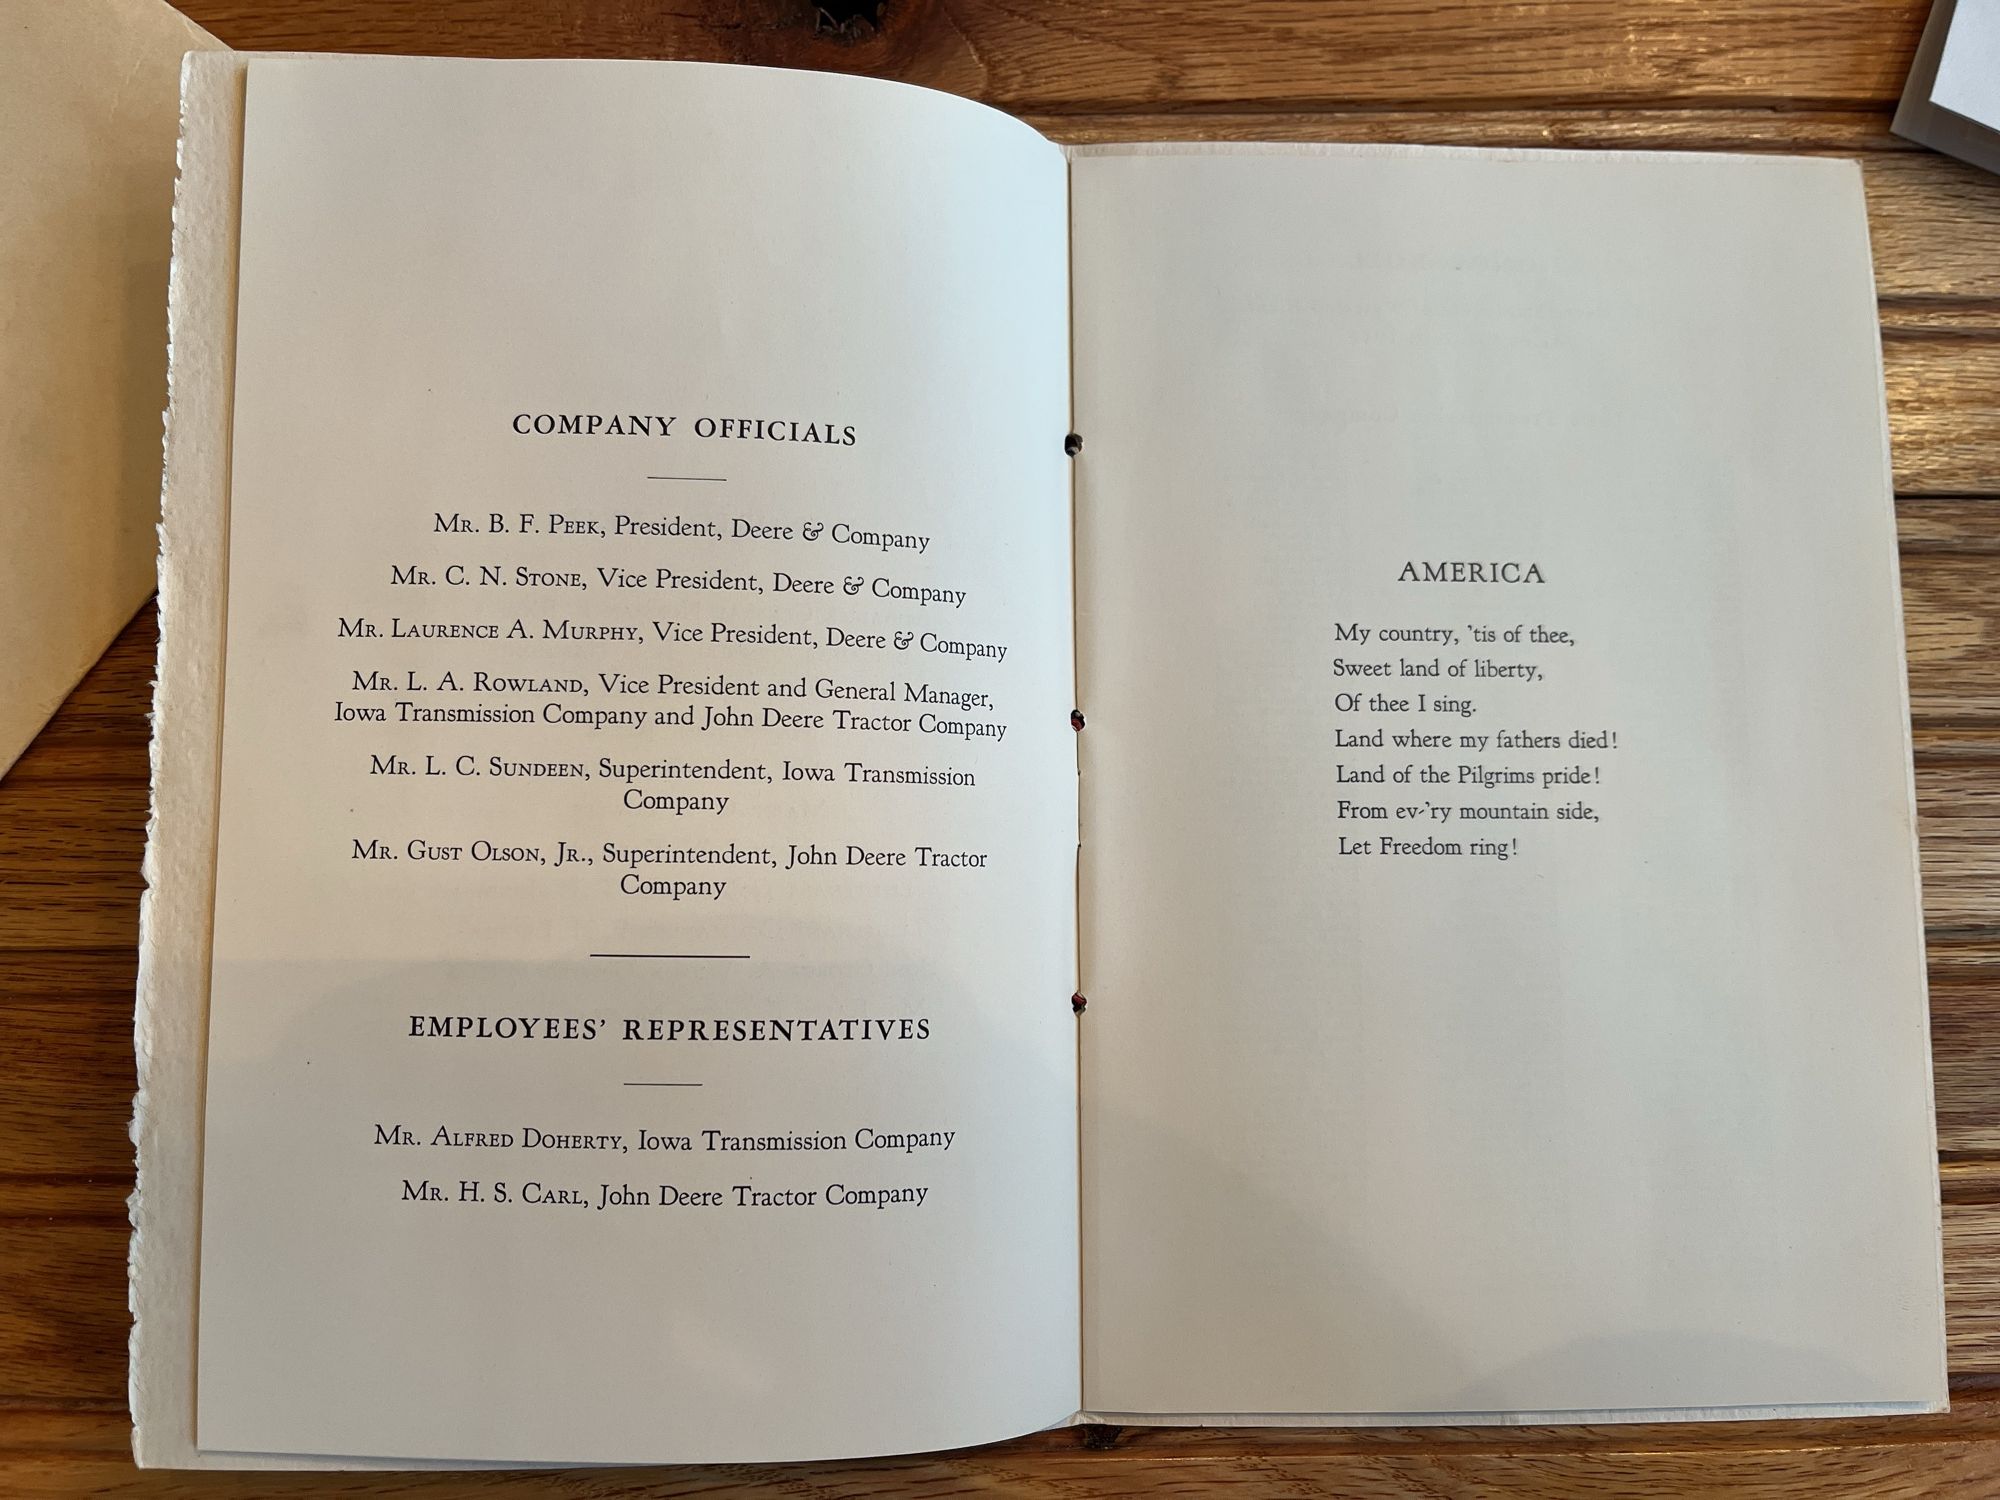 COMPANY OFFICIALS
Mr. B. F. Peek, President, Deere & Company
Mr. C. N. Stone, Vice President, Deere & Company
Mr. Laurence A. Murphy, Vice President, Deere & Company
Mr. L. A. Rowland, Vice President and General Manager,
Iowa Transmission Company and John Deere Tractor Company
Mr. L. C. Sundeen, Superintendent, Iowa Transmission
Company
Mr. Gust Olson, Jr., Superintendent, John Deere Tractor
Company
EMPLOYEES’ REPRESENTATIVES
Mr. Alfred Doherty, Iowa Transmission Company
Mr. H. S. Carl, John Deere Tractor Company
AMERICA
My country, ’tis of thee,
Sweet land of liberty,
Of thee I sing.
Land where my fathers died!
Land of the Pilgrims pride!
From ev-’ry mountain side,
Let Freedom ring!